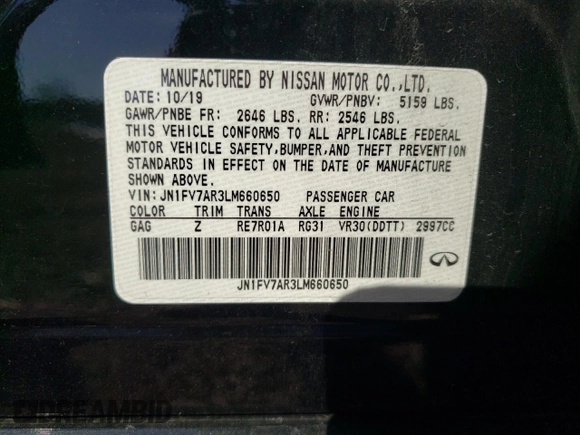 MANUFACTURED BY NISSAN MOTOR CO.,LTD.
DATE: 10/19 GVWR/PNBV: 5159 LBS.
GAWR/PNBE FR: 2646 LBS. RR: 2546 LBS.
THIS VEHICLE CONFORMS TO ALL APPLICABLE FEDERAL
MOTOR VEHICLE SAFETY,BUMPER,AND THEFT PREVENTION
STANDARDS IN EFFECT ON THE DATE OF MANUFACTURE
SHOWN ABOVE.
VIN: JN1FV7AR3LM660650 PASSENGER CAR
COLOR TRIM TRANS AXLE ENGINE
GAG Z RE7R01A RG31 VR30(DDTT) 2997CC
JN1FV7AR3LM660650